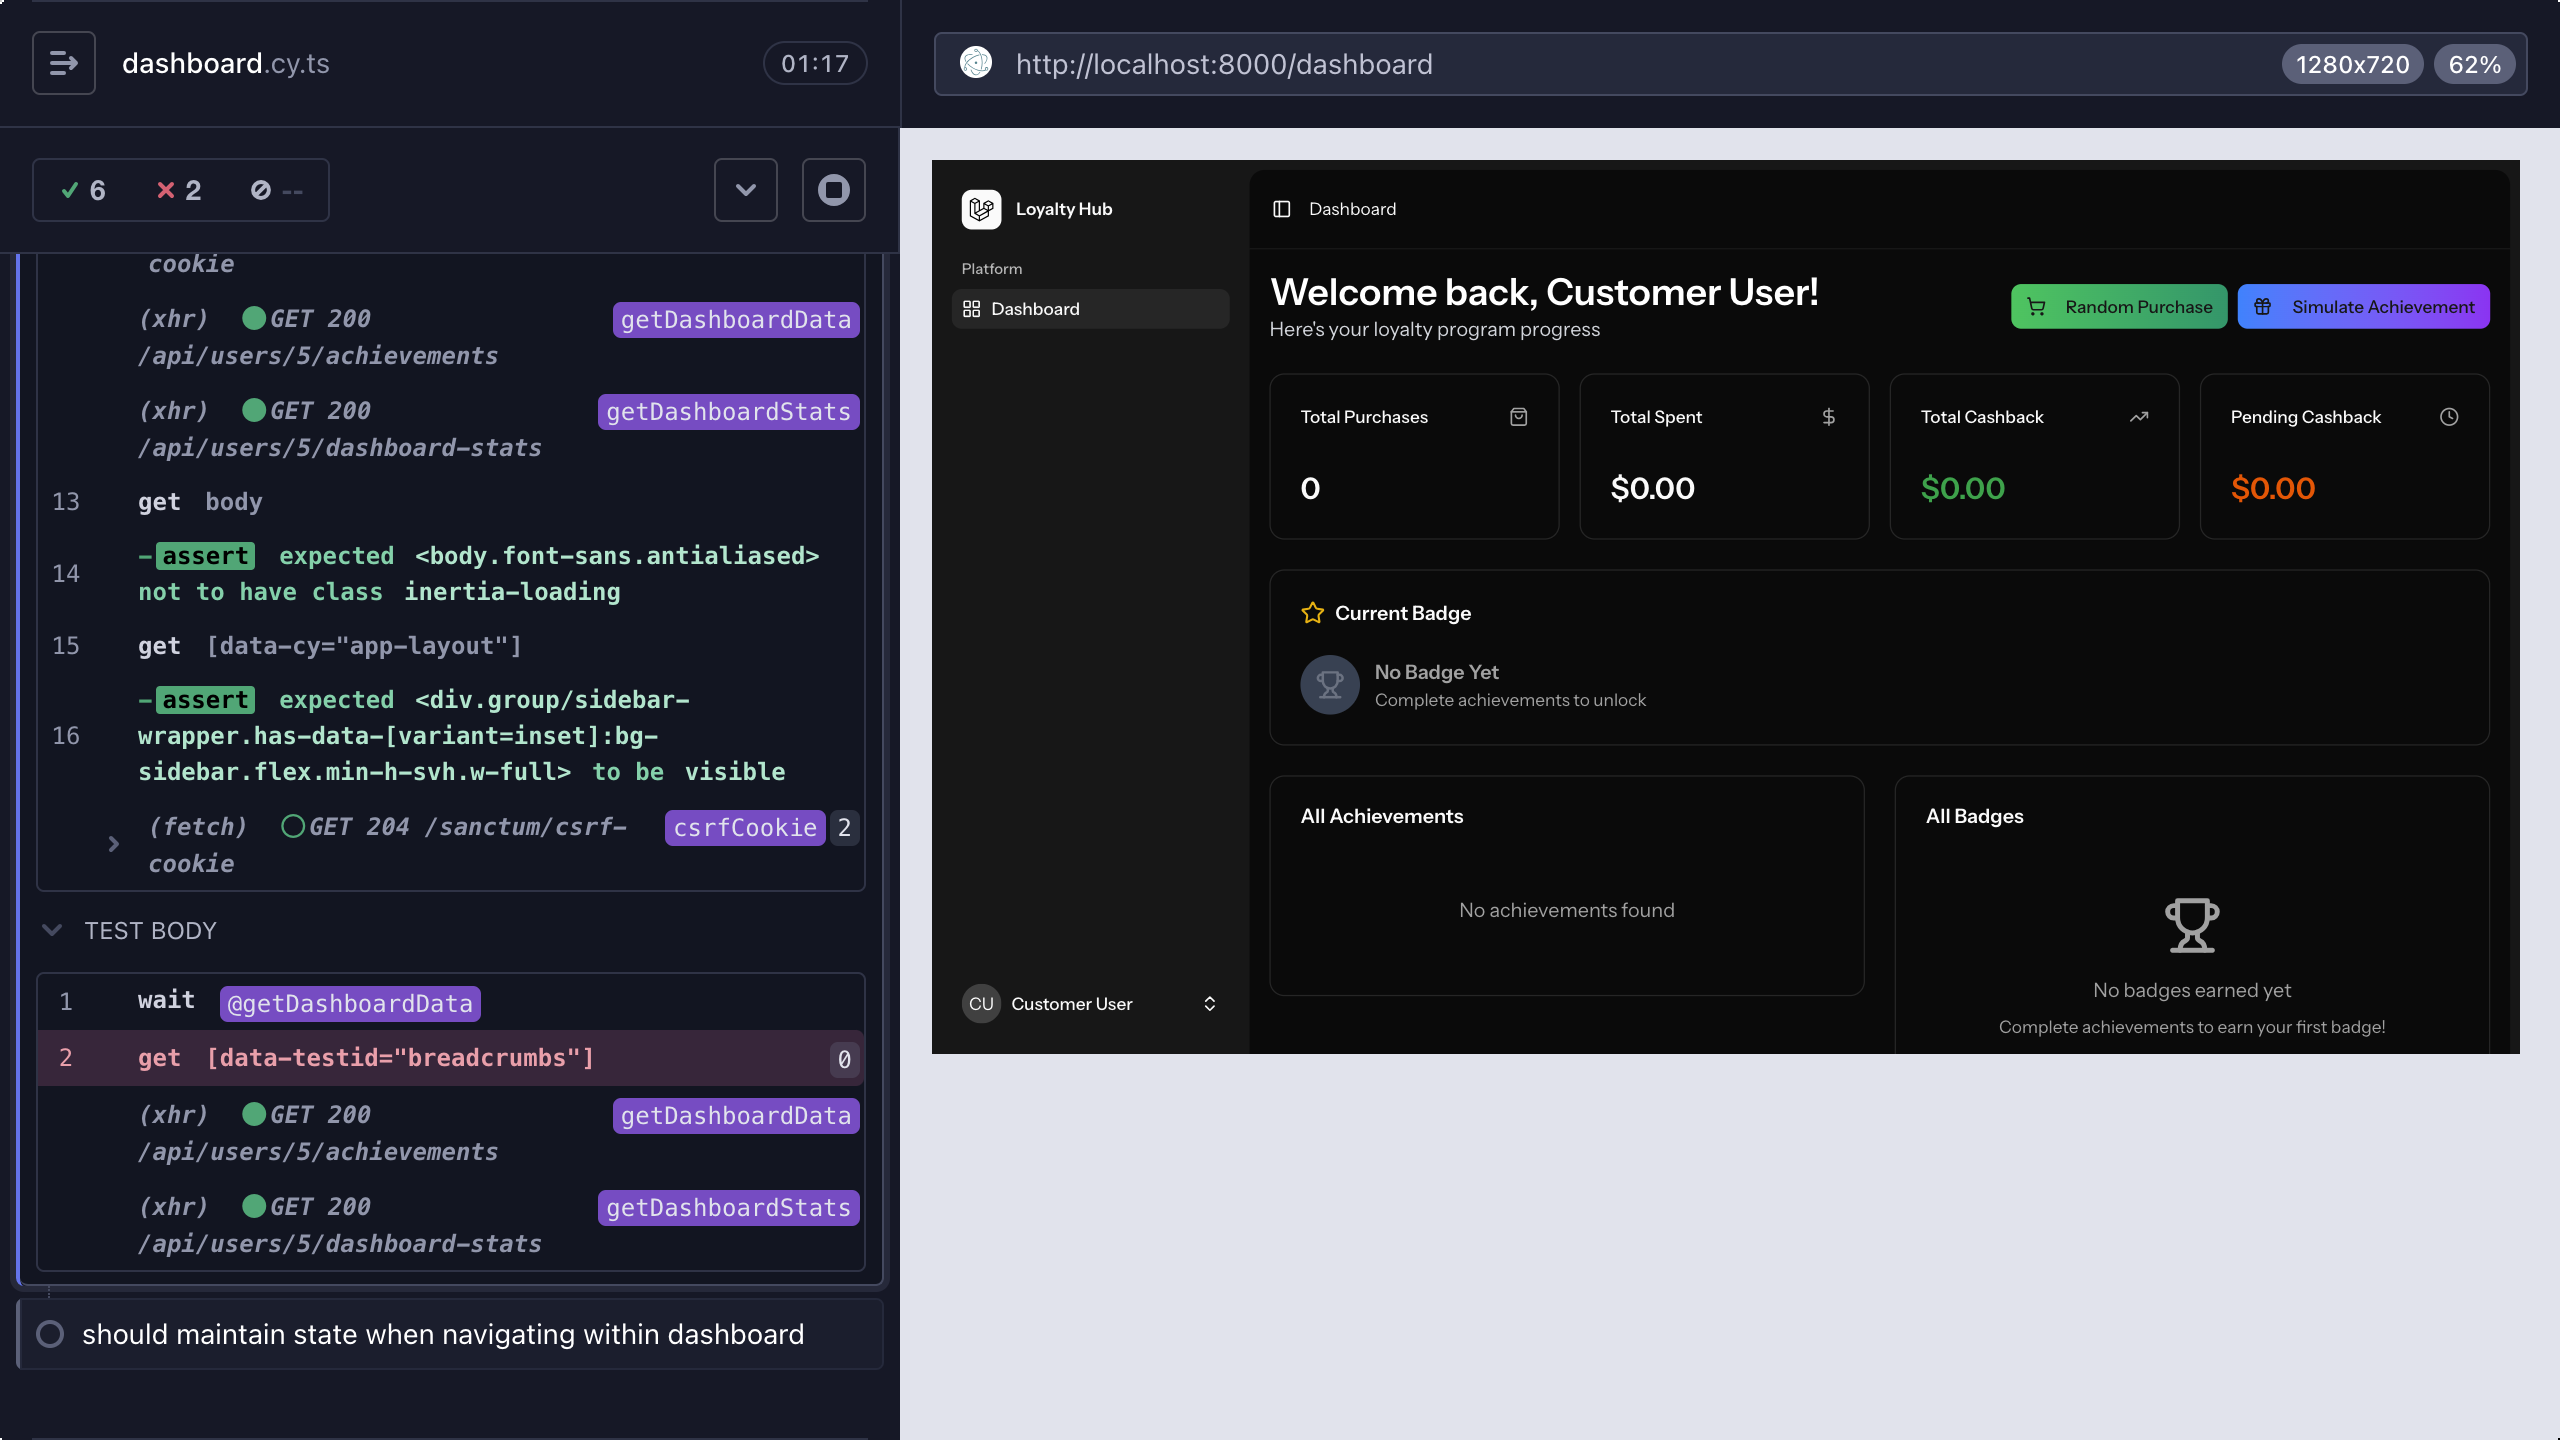 dashboard.cy.ts
01:17
6
2
--
cookie
(xhr) GET 200 getDashboardData
/api/users/5/achievements
(xhr) GET 200 getDashboardStats
/api/users/5/dashboard-stats
13 get body
14 -assert expected <body.font-sans.antialiased>
not to have class inertia-loading
15 get [data-cy="app-layout"]
-assert expected <div.group/sidebar-
16 wrapper.has-data-[variant=inset]:bg-
sidebar.flex.min-h-svh.w-full> to be visible
(fetch) GET 204 /sanctum/csrf- csrfCookie 2
cookie
TEST BODY
1 wait @getDashboardData
2 get [data-testid="breadcrumbs"] 0
(xhr) GET 200 getDashboardData
/api/users/5/achievements
(xhr) GET 200 getDashboardStats
/api/users/5/dashboard-stats
should maintain state when navigating within dashboard
http://localhost:8000/dashboard
1280x720
62%
Loyalty Hub
Platform
Dashboard
CU Customer User
Dashboard
Welcome back, Customer User!
Here's your loyalty program progress
Random Purchase
Simulate Achievement
Total Purchases
0
Total Spent
$0.00
Total Cashback
$0.00
Pending Cashback
$0.00
Current Badge
No Badge Yet
Complete achievements to unlock
All Achievements
No achievements found
All Badges
No badges earned yet
Complete achievements to earn your first badge!